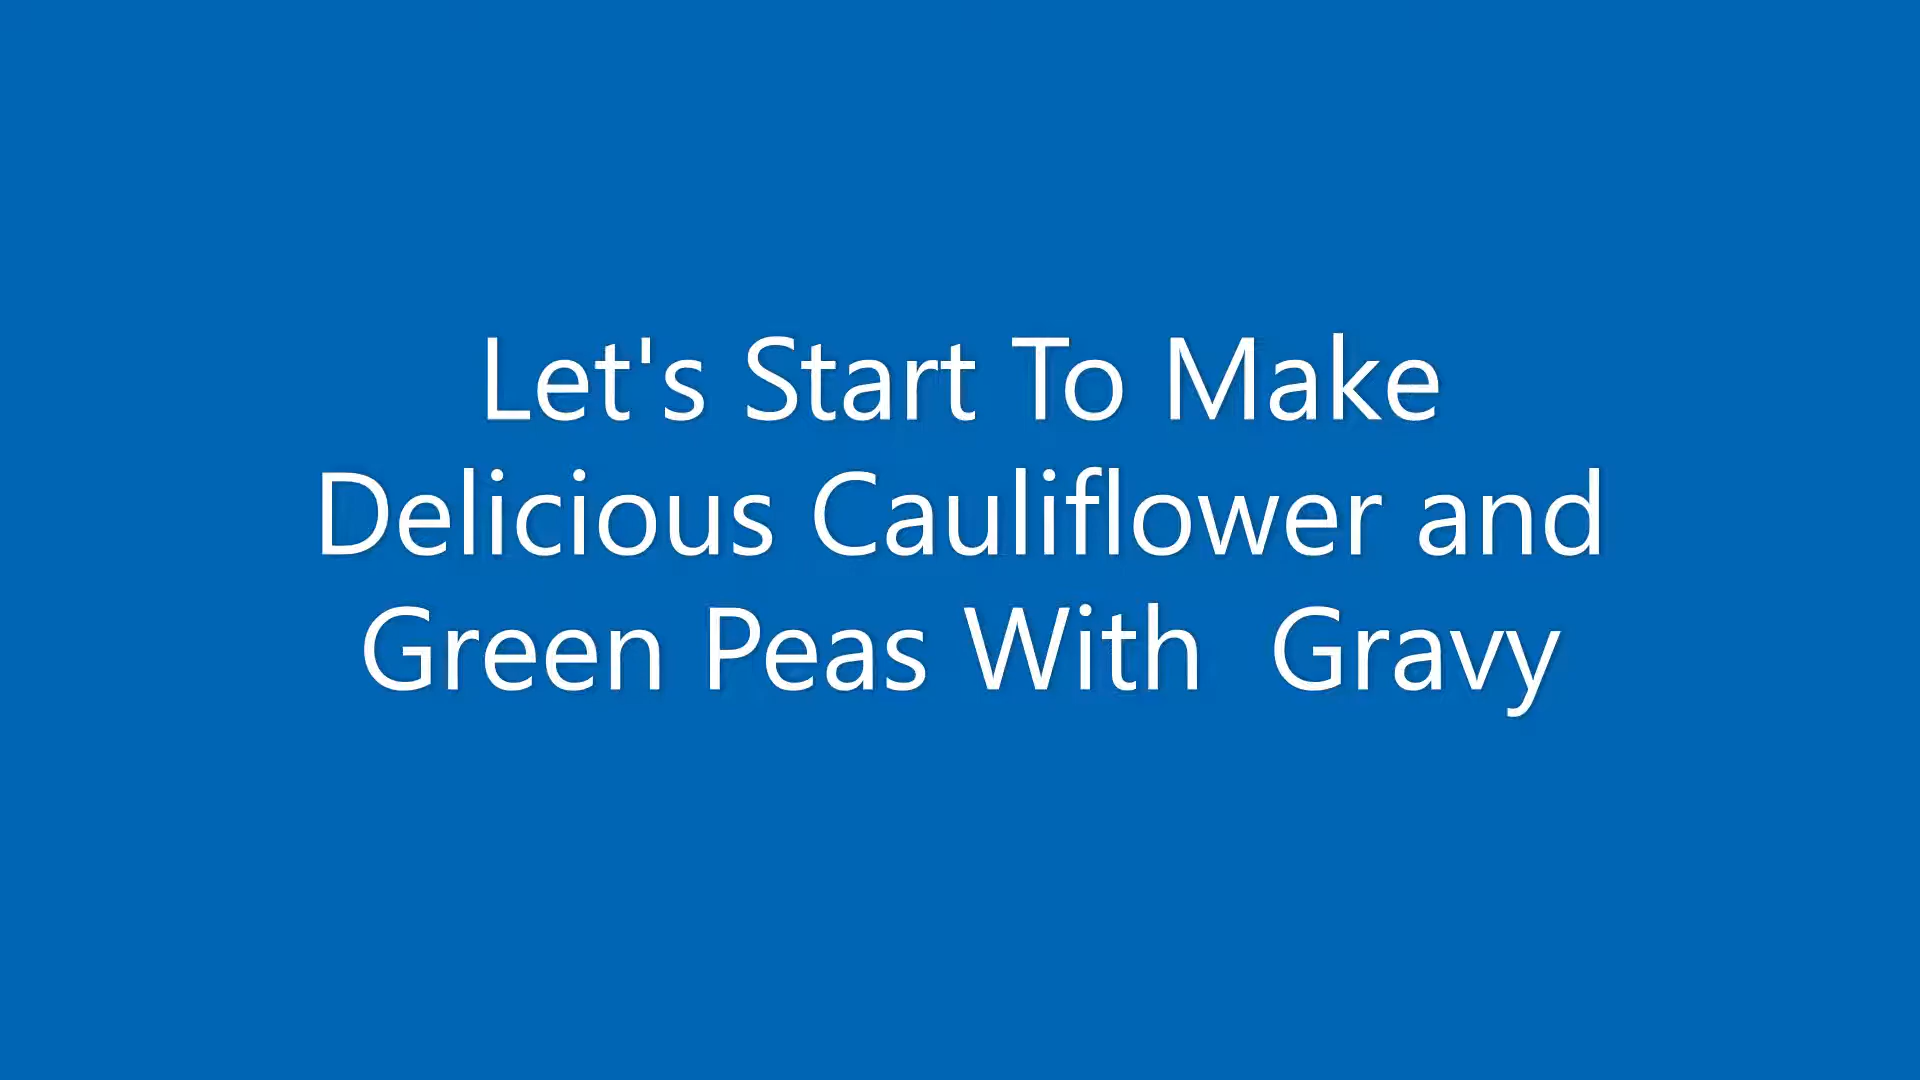 Let's Start To Make
Delicious Cauliflower and
Green Peas With  Gravy